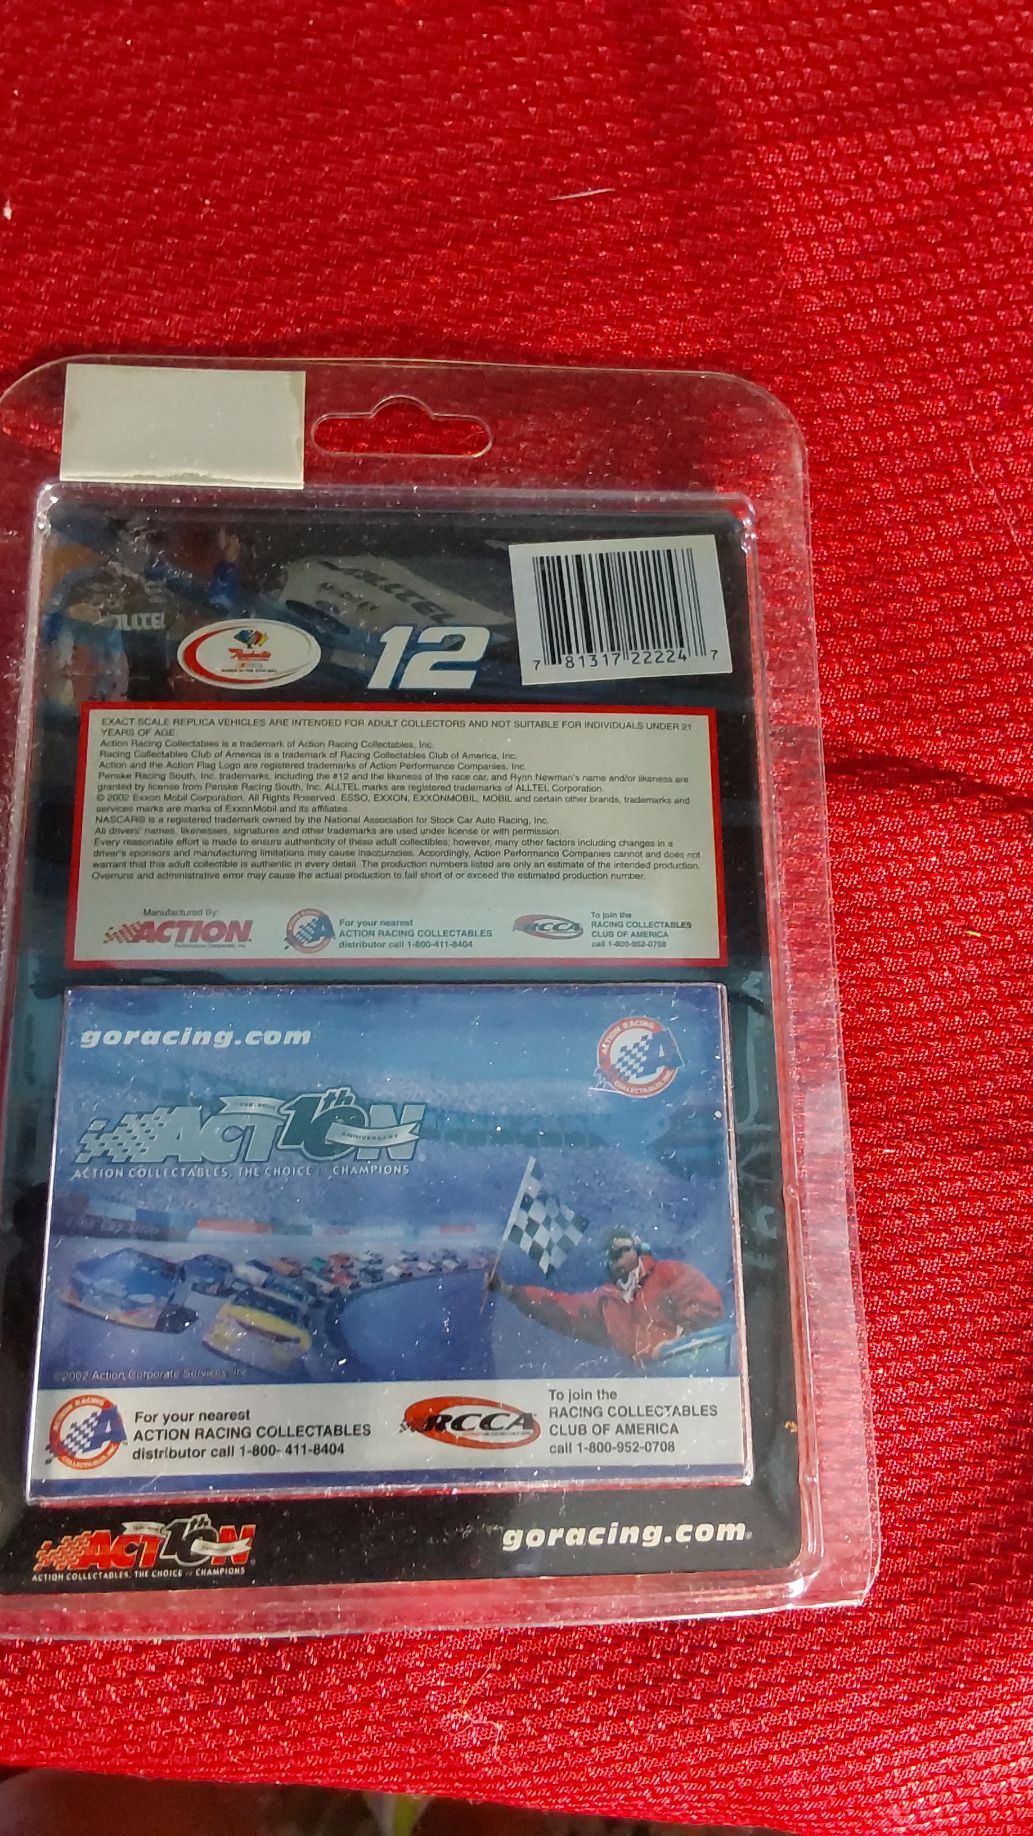 ALLTEL
ALLTEL
12
7 81317 22224 7
EXACT SCALE REPLICA VEHICLES ARE INTENDED FOR ADULT COLLECTORS AND NOT SUITABLE FOR INDIVIDUALS UNDER 21
YEARS OF AGE.
Action Racing Collectables is a trademark of Action Racing Collectables, Inc.
Racing Collectables Club of America is a trademark of Racing Collectables Club of America, Inc.
Action and the Action Flag Logo are registered trademarks of Action Performance Companies, Inc.
Penske Racing South, Inc. trademarks, including the #12 and the likeness of the race car, and Ryan Newman's name and/or likeness are
granted by license from Penske Racing South, Inc. ALLTEL marks are registered trademarks of ALLTEL Corporation.
© 2002 Exxon Mobil Corporation. All Rights Reserved. ESSO, EXXON, EXXONMOBIL, MOBIL and certain other brands, trademarks and
services marks are marks of ExxonMobil and its affiliates.
NASCAR® is a registered trademark owned by the National Association for Stock Car Auto Racing, Inc.
All drivers' names, likenesses, signatures and other trademarks are used under license or with permission.
Every reasonable effort is made to ensure authenticity of these adult collectibles; however, many other factors including changes in a
driver's sponsors and manufacturing limitations may cause inaccuracies. Accordingly, Action Performance Companies cannot and does not
warrant that this adult collectible is authentic in every detail. The production numbers listed are only an estimate of the intended production.
Overruns and administrative error may cause the actual production to fall short of or exceed the estimated production number.
Manufactured By:
ACTION
Performance Companies, Inc.
For your nearest
ACTION RACING COLLECTABLES
distributor call 1-800-411-8404
RCCA
To join the
RACING COLLECTABLES
CLUB OF AMERICA
call 1-800-952-0708
goracing.com
ACTION RACING
COLLECTABLES
ACTION 10th
ANNIVERSARY
ACTION COLLECTABLES, THE CHOICE OF CHAMPIONS
©2002 Action Corporate Services, Inc.
ACTION RACING
COLLECTABLES
For your nearest
ACTION RACING COLLECTABLES
distributor call 1-800- 411-8404
RCCA
To join the
RACING COLLECTABLES
CLUB OF AMERICA
call 1-800-952-0708
ACTION 10th
ACTION COLLECTABLES, THE CHOICE OF CHAMPIONS
goracing.com